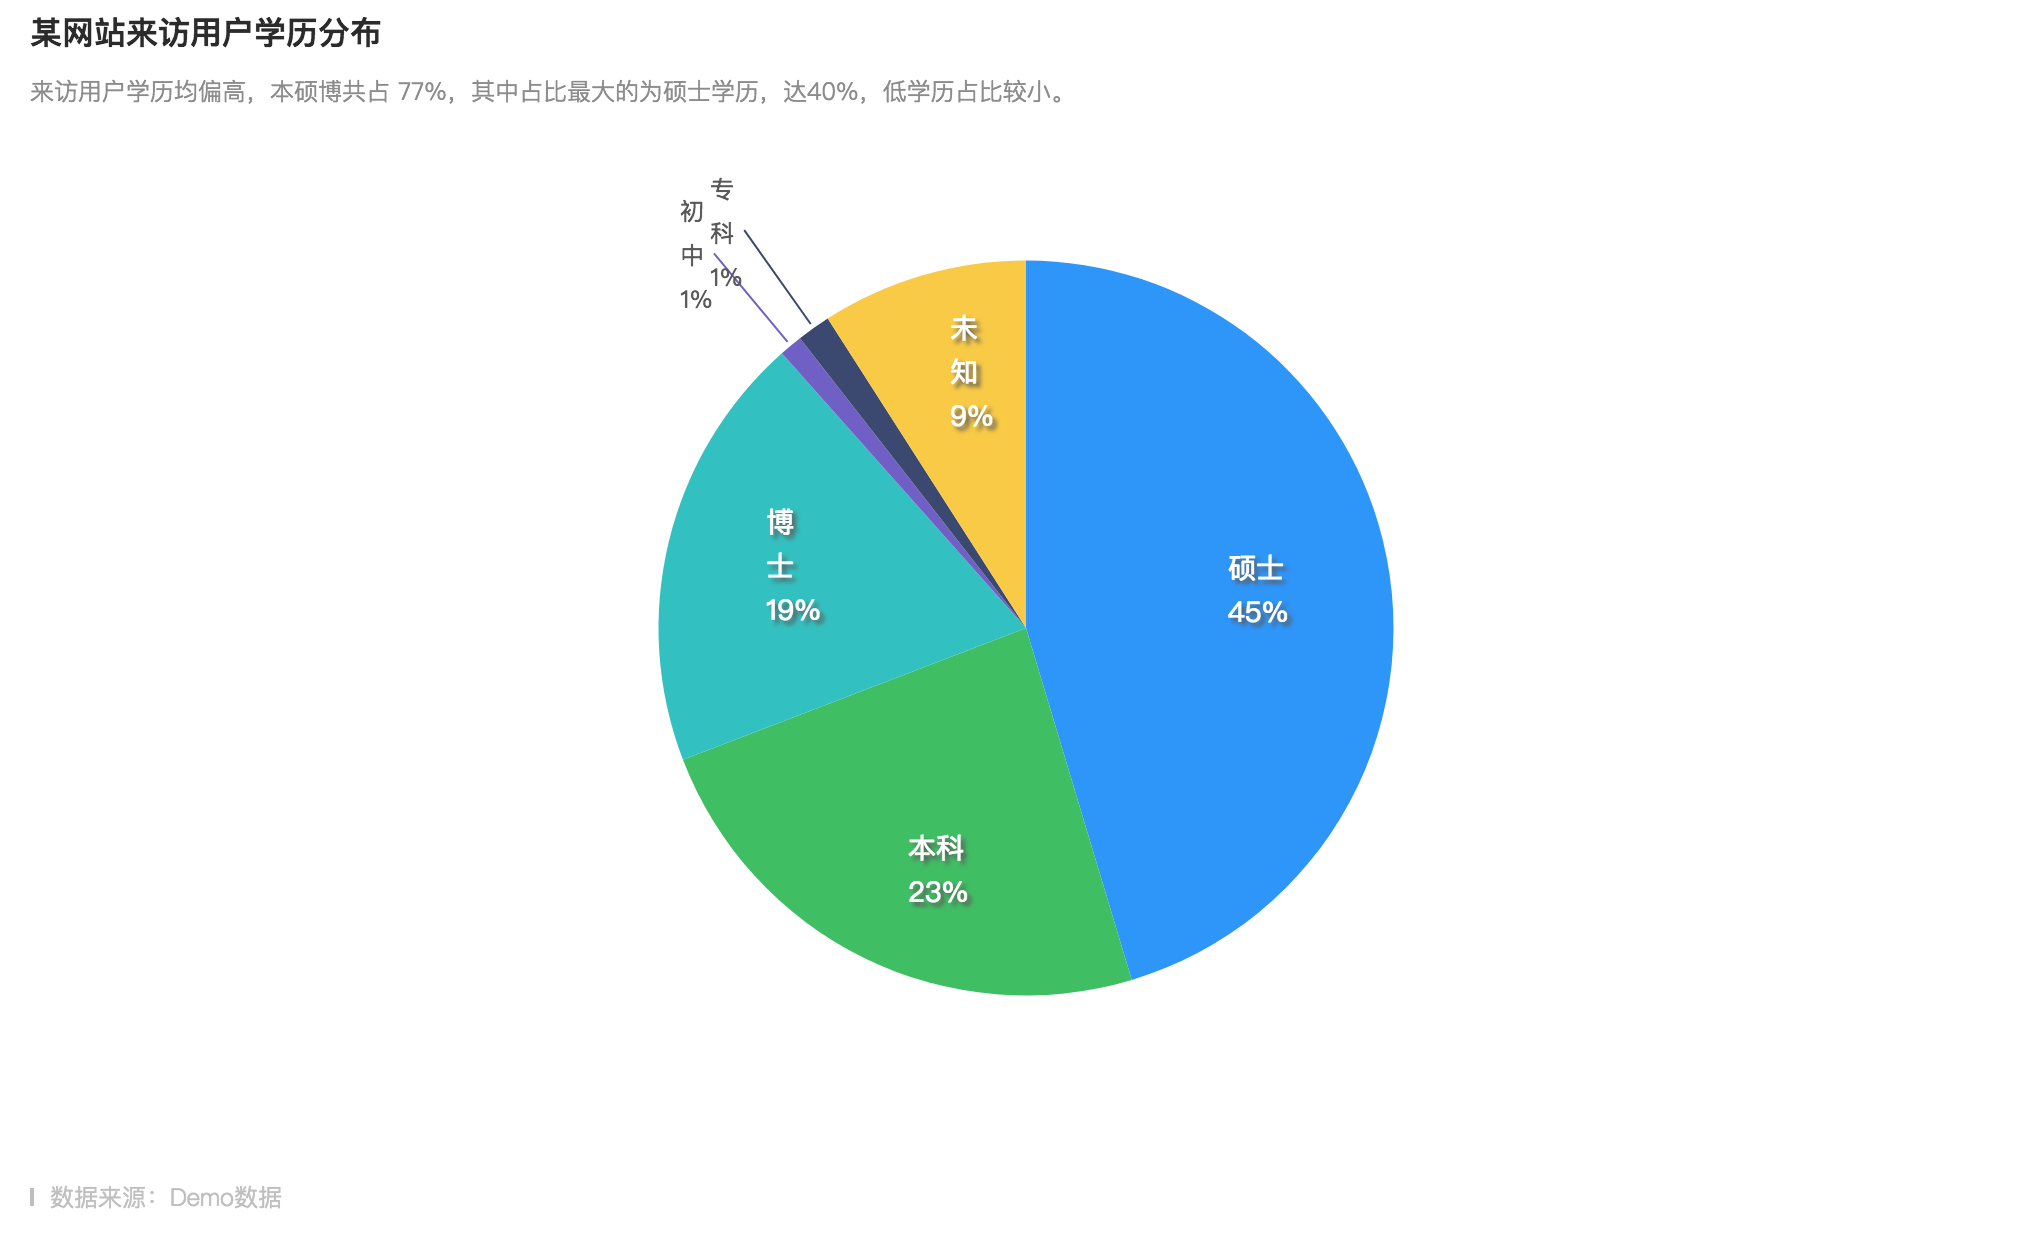 某网站来访用户学历分布
来访用户学历均偏高，本硕博共占 77%，其中占比最大的为硕士学历，达40%，低学历占比较小。
专
科
1%
初
中
1%
未
知
9%
博
士
19%
硕士
45%
本科
23%
数据来源：Demo数据